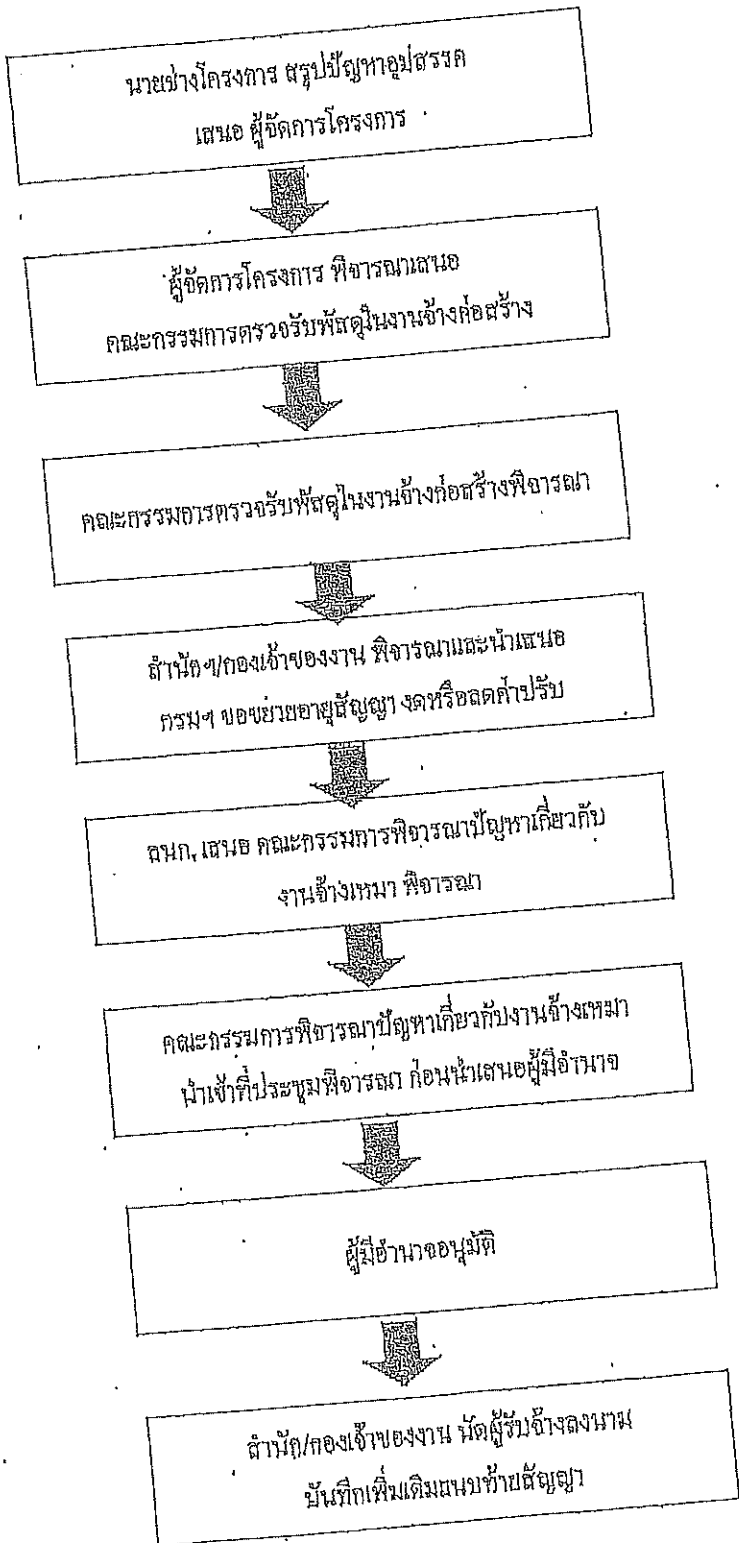 นายช่างโครงการ สรุปปัญหาอุปสรรค
เสนอ ผู้จัดการโครงการ
ผู้จัดการโครงการ พิจารณาเสนอ
คณะกรรมการตรวจรับพัสดุในงานจ้างก่อสร้าง
คณะกรรมการตรวจรับพัสดุในงานจ้างก่อสร้างพิจารณา
สำนักฯ/กองเจ้าของงาน พิจารณาและนำเสนอ
กรมฯ ขอขยายอายุสัญญา งดหรือลดค่าปรับ
ลนก. เสนอ คณะกรรมการพิจารณาปัญหาเกี่ยวกับ
งานจ้างเหมา พิจารณา
คณะกรรมการพิจารณาปัญหาเกี่ยวกับงานจ้างเหมา
นำเข้าที่ประชุมพิจารณา ก่อนนำเสนอผู้มีอำนาจ
ผู้มีอำนาจอนุมัติ
สำนัก/กองเจ้าของงาน นัดผู้รับจ้างลงนาม
บันทึกเพิ่มเติมแนบท้ายสัญญา